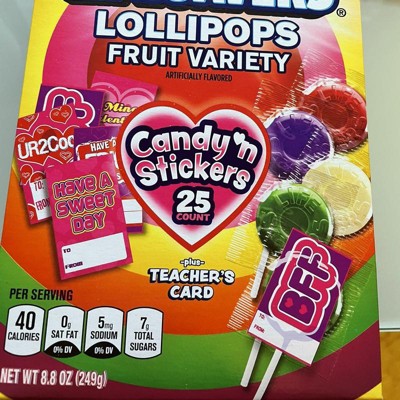 LOLLIPOPS
FRUIT VARIETY
ARTIFICIALLY FLAVORED
UR2Coo
HAVE A
HAVE A
SWEET
DAY
TO
FROM
Candy 'n
Stickers
25
COUNT
-plus-
TEACHER'S
CARD
BFF
TO
FROM
PER SERVING
40
CALORIES
0g
SAT FAT
0% DV
5mg
SODIUM
0% DV
7g
TOTAL
SUGARS
NET WT 8.8 OZ (249g)